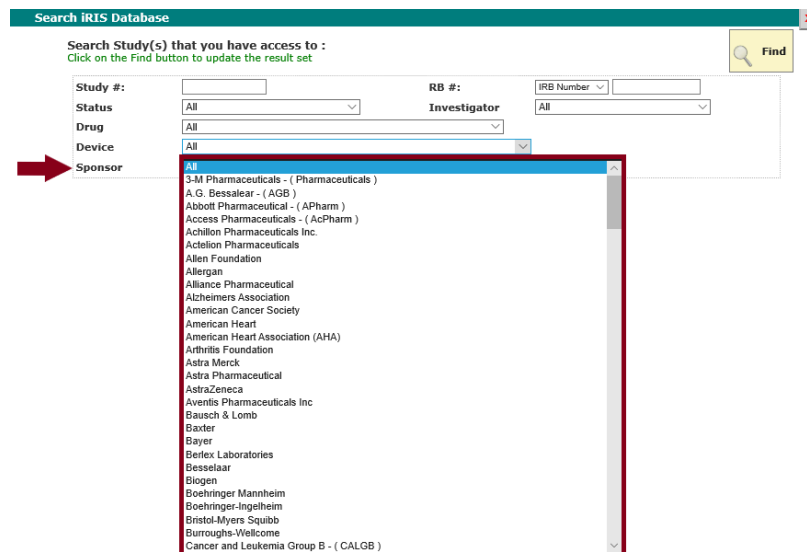 Search iRIS Database
Search Study(s) that you have access to :
Click on the Find button to update the result set
Find
Study #:
RB #: IRB Number
Status All Investigator All
Drug All
Device All
Sponsor All
3-M Pharmaceuticals - ( Pharmaceuticals )
A.G. Bessalear - ( AGB )
Abbott Pharmaceutical - ( APharm )
Access Pharmaceuticals - ( AcPharm )
Achillon Pharmaceuticals Inc.
Actelion Pharmaceuticals
Allen Foundation
Allergan
Alliance Pharmaceutical
Alzheimers Association
American Cancer Society
American Heart
American Heart Association (AHA)
Arthritis Foundation
Astra Merck
Astra Pharmaceutical
AstraZeneca
Aventis Pharmaceuticals Inc
Bausch & Lomb
Baxter
Bayer
Berlex Laboratories
Besselaar
Biogen
Boehringer Mannheim
Boehringer-Ingelheim
Bristol-Myers Squibb
Burroughs-Wellcome
Cancer and Leukemia Group B - ( CALGB )